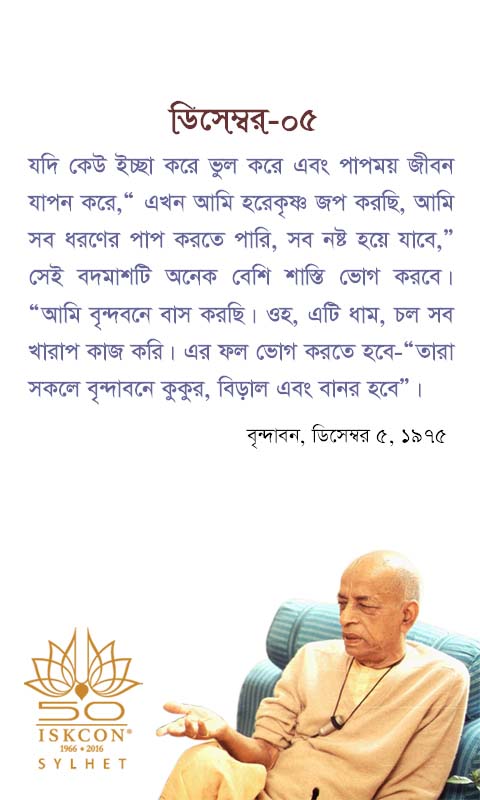 ডিসেম্বর-০৫
যদি কেউ ইচ্ছা করে ভুল করে এবং পাপময় জীবন
যাপন করে,“ এখন আমি হরেকৃষ্ণ জপ করছি, আমি
সব ধরণের পাপ করতে পারি, সব নষ্ট হয়ে যাবে,”
সেই বদমাশটি অনেক বেশি শাস্তি ভোগ করবে।
“আমি বৃন্দবনে বাস করছি। ওহ, এটি ধাম, চল সব
খারাপ কাজ করি। এর ফল ভোগ করতে হবে-“তারা
সকলে বৃন্দাবনে কুকুর, বিড়াল এবং বানর হবে”।
বৃন্দাবন, ডিসেম্বর ৫, ১৯৭৫
50
ISKCON®
1966 • 2016
SYLHET